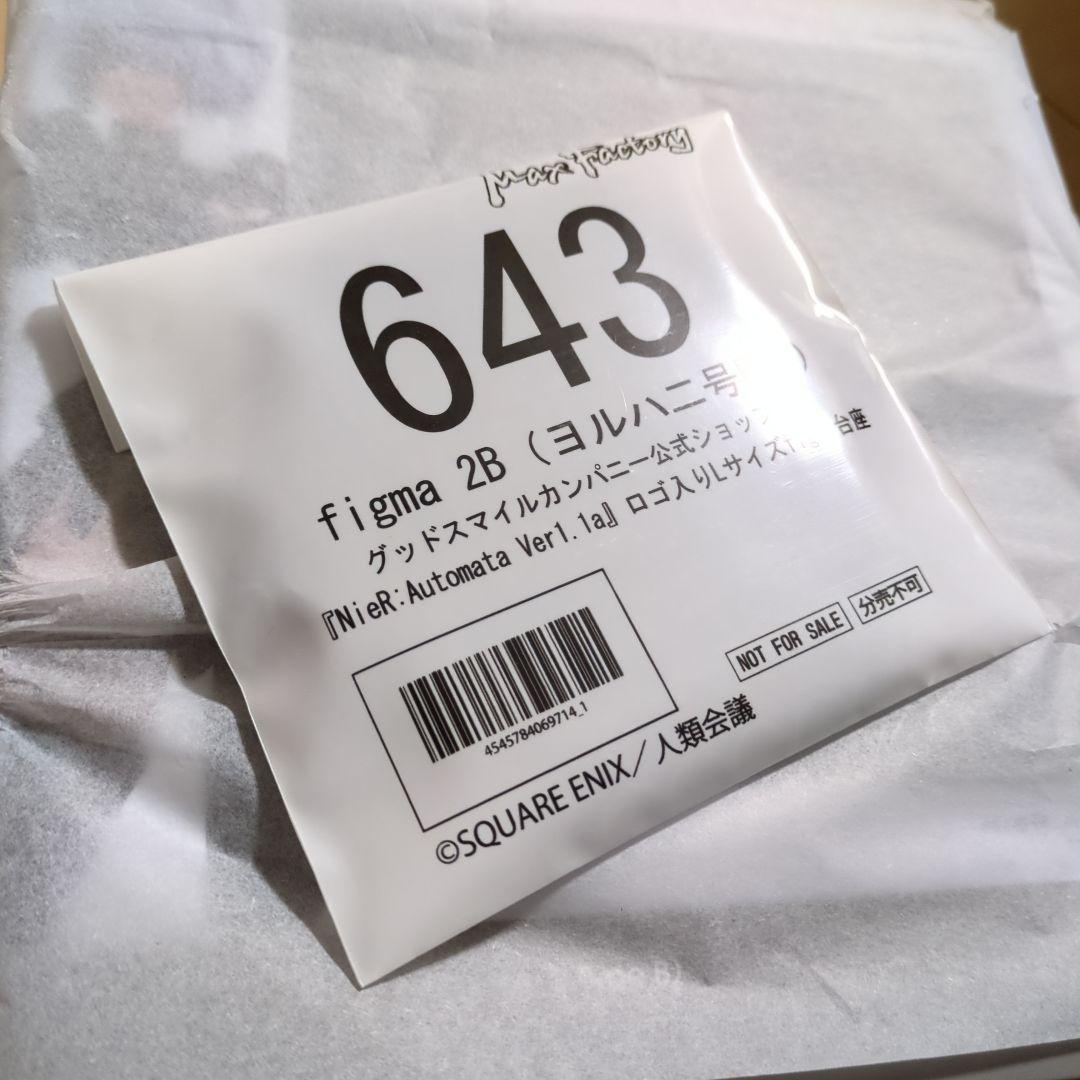 Max Factory
643
figma 2B（ヨルハ二号
グッドスマイルカンパニー公式ショップ
『NieR:Automata Ver1.1a』ロゴ入りLサイズ 台座
NOT FOR SALE
分売不可
4545784069714_1
©SQUARE ENIX/人類会議